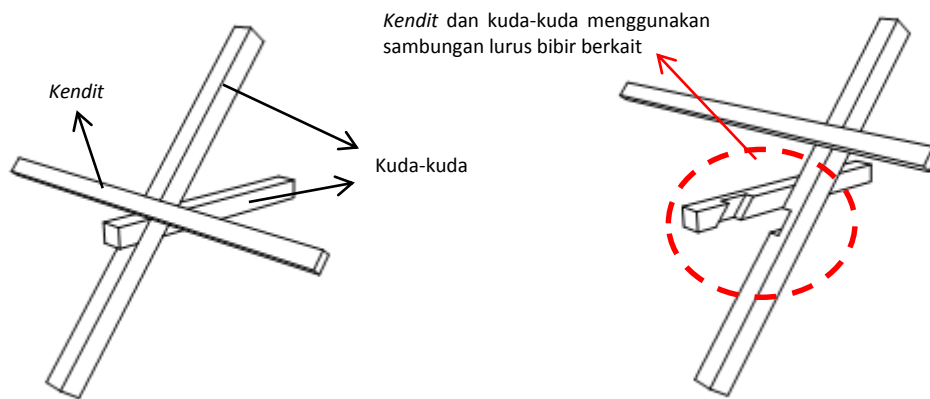 Kendit dan kuda-kuda menggunakan
sambungan lurus bibir berkait
Kendit
Kuda-kuda